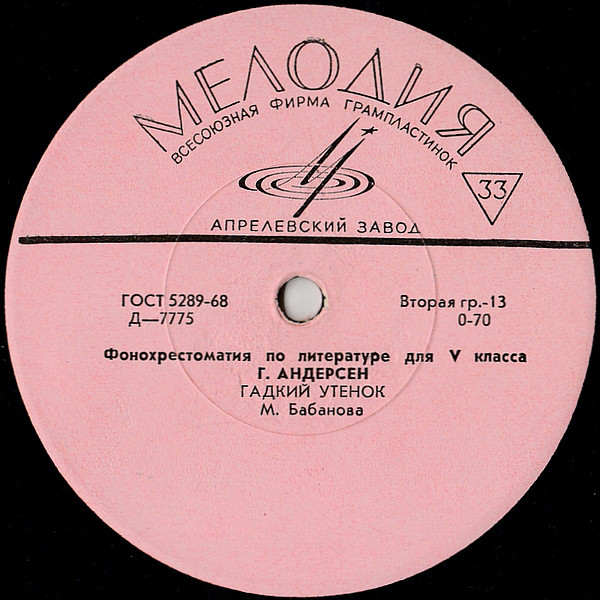 МЕЛОДИЯ
ВСЕСОЮЗНАЯ ФИРМА ГРАМПЛАСТИНОК
33
АПРЕЛЕВСКИЙ ЗАВОД
ГОСТ 5289-68
Вторая гр.-13
Д—7775
0-70
Фонохрестоматия по литературе для V класса
Г. АНДЕРСЕН
ГАДКИЙ УТЕНОК
М. Бабанова